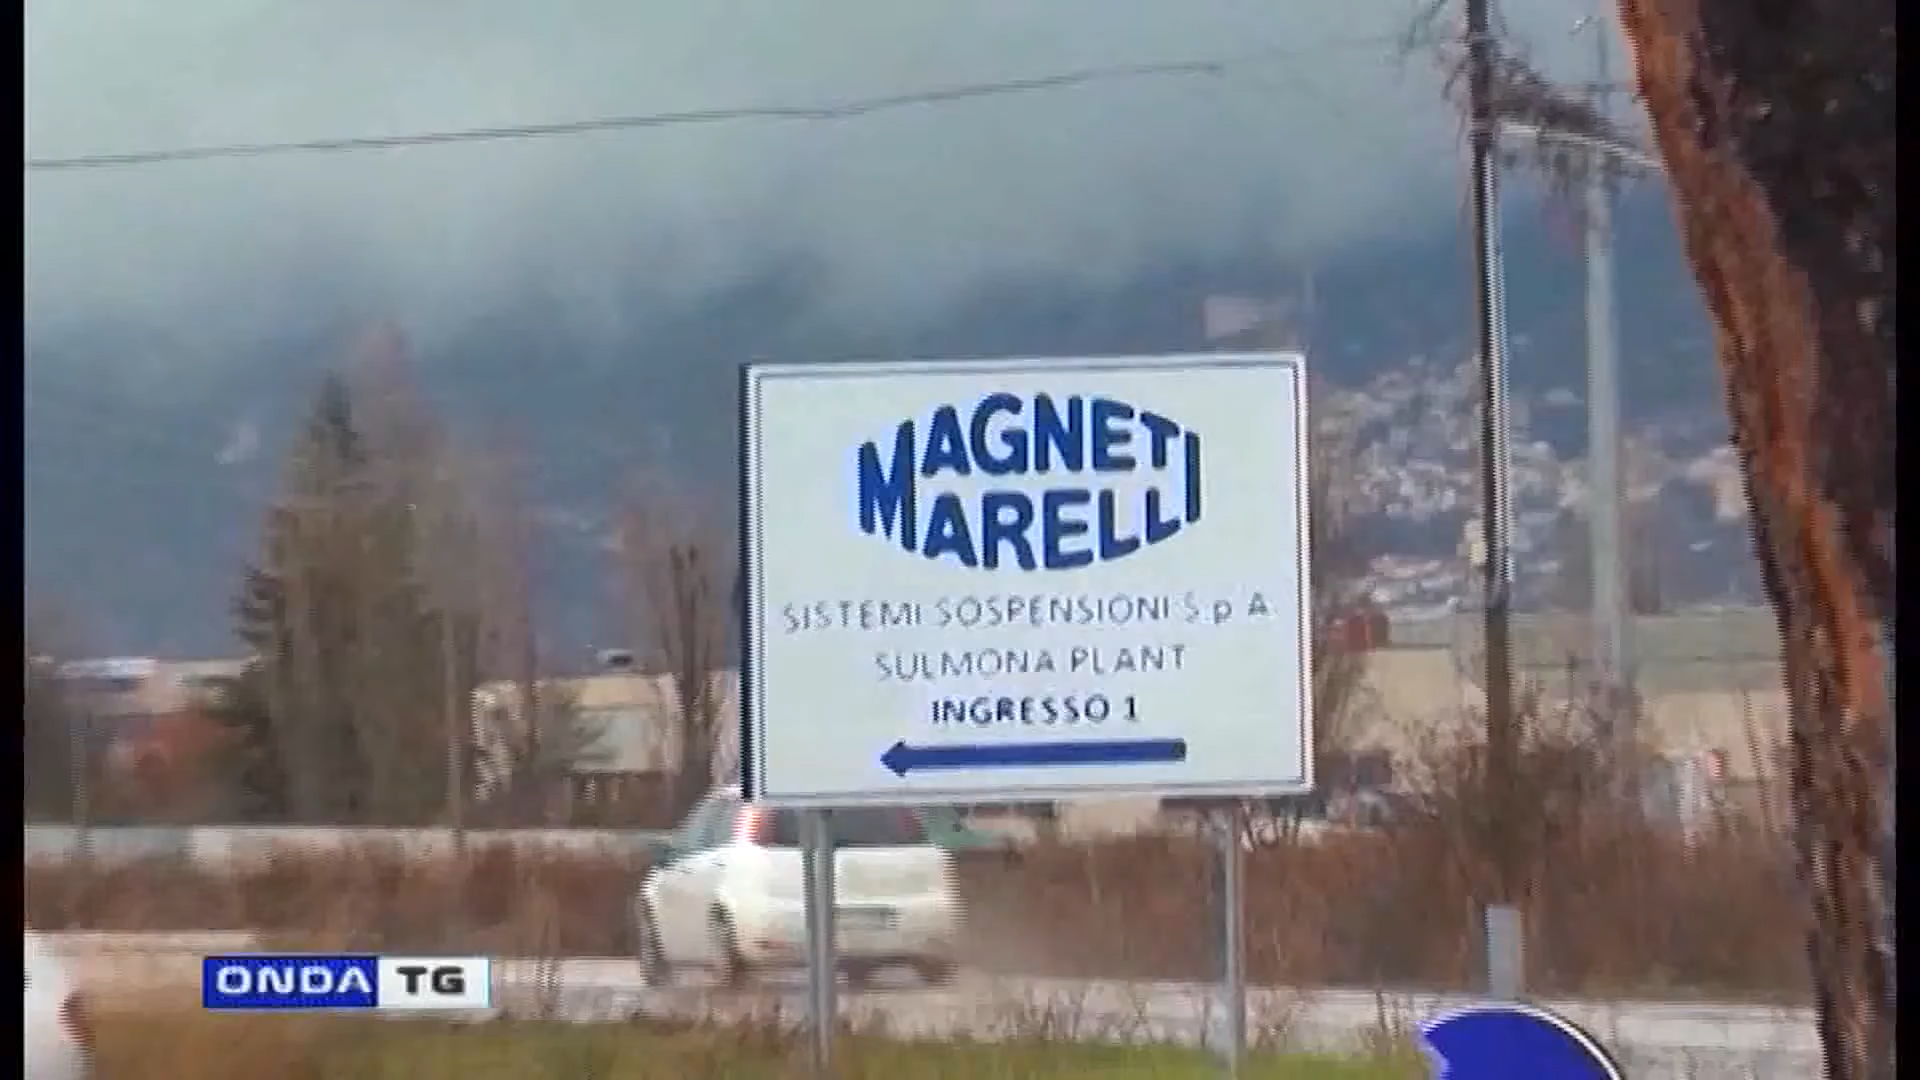 MAGNETI
MARELLI
SISTEMI SOSPENSIONI S.p A.
SULMONA PLANT
INGRESSO 1
ONDA TG